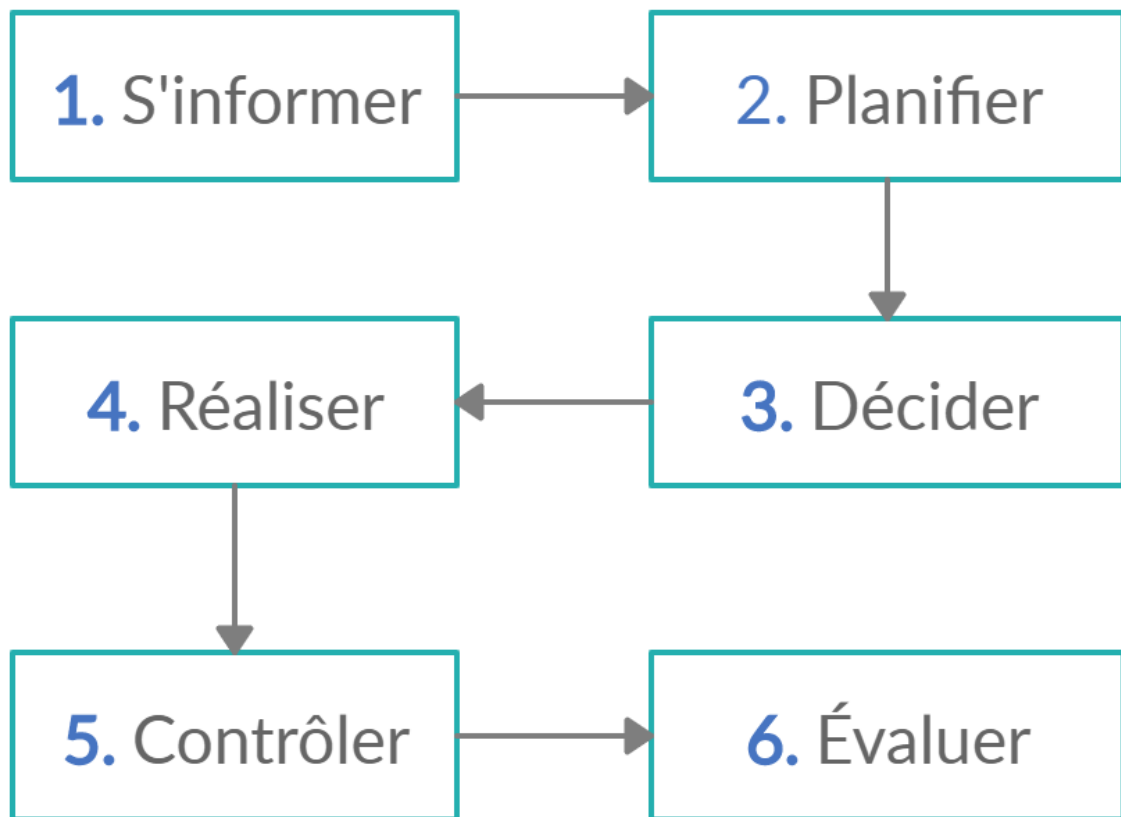 1. S'informer
2. Planifier
3. Décider
4. Réaliser
5. Contrôler
6. Évaluer